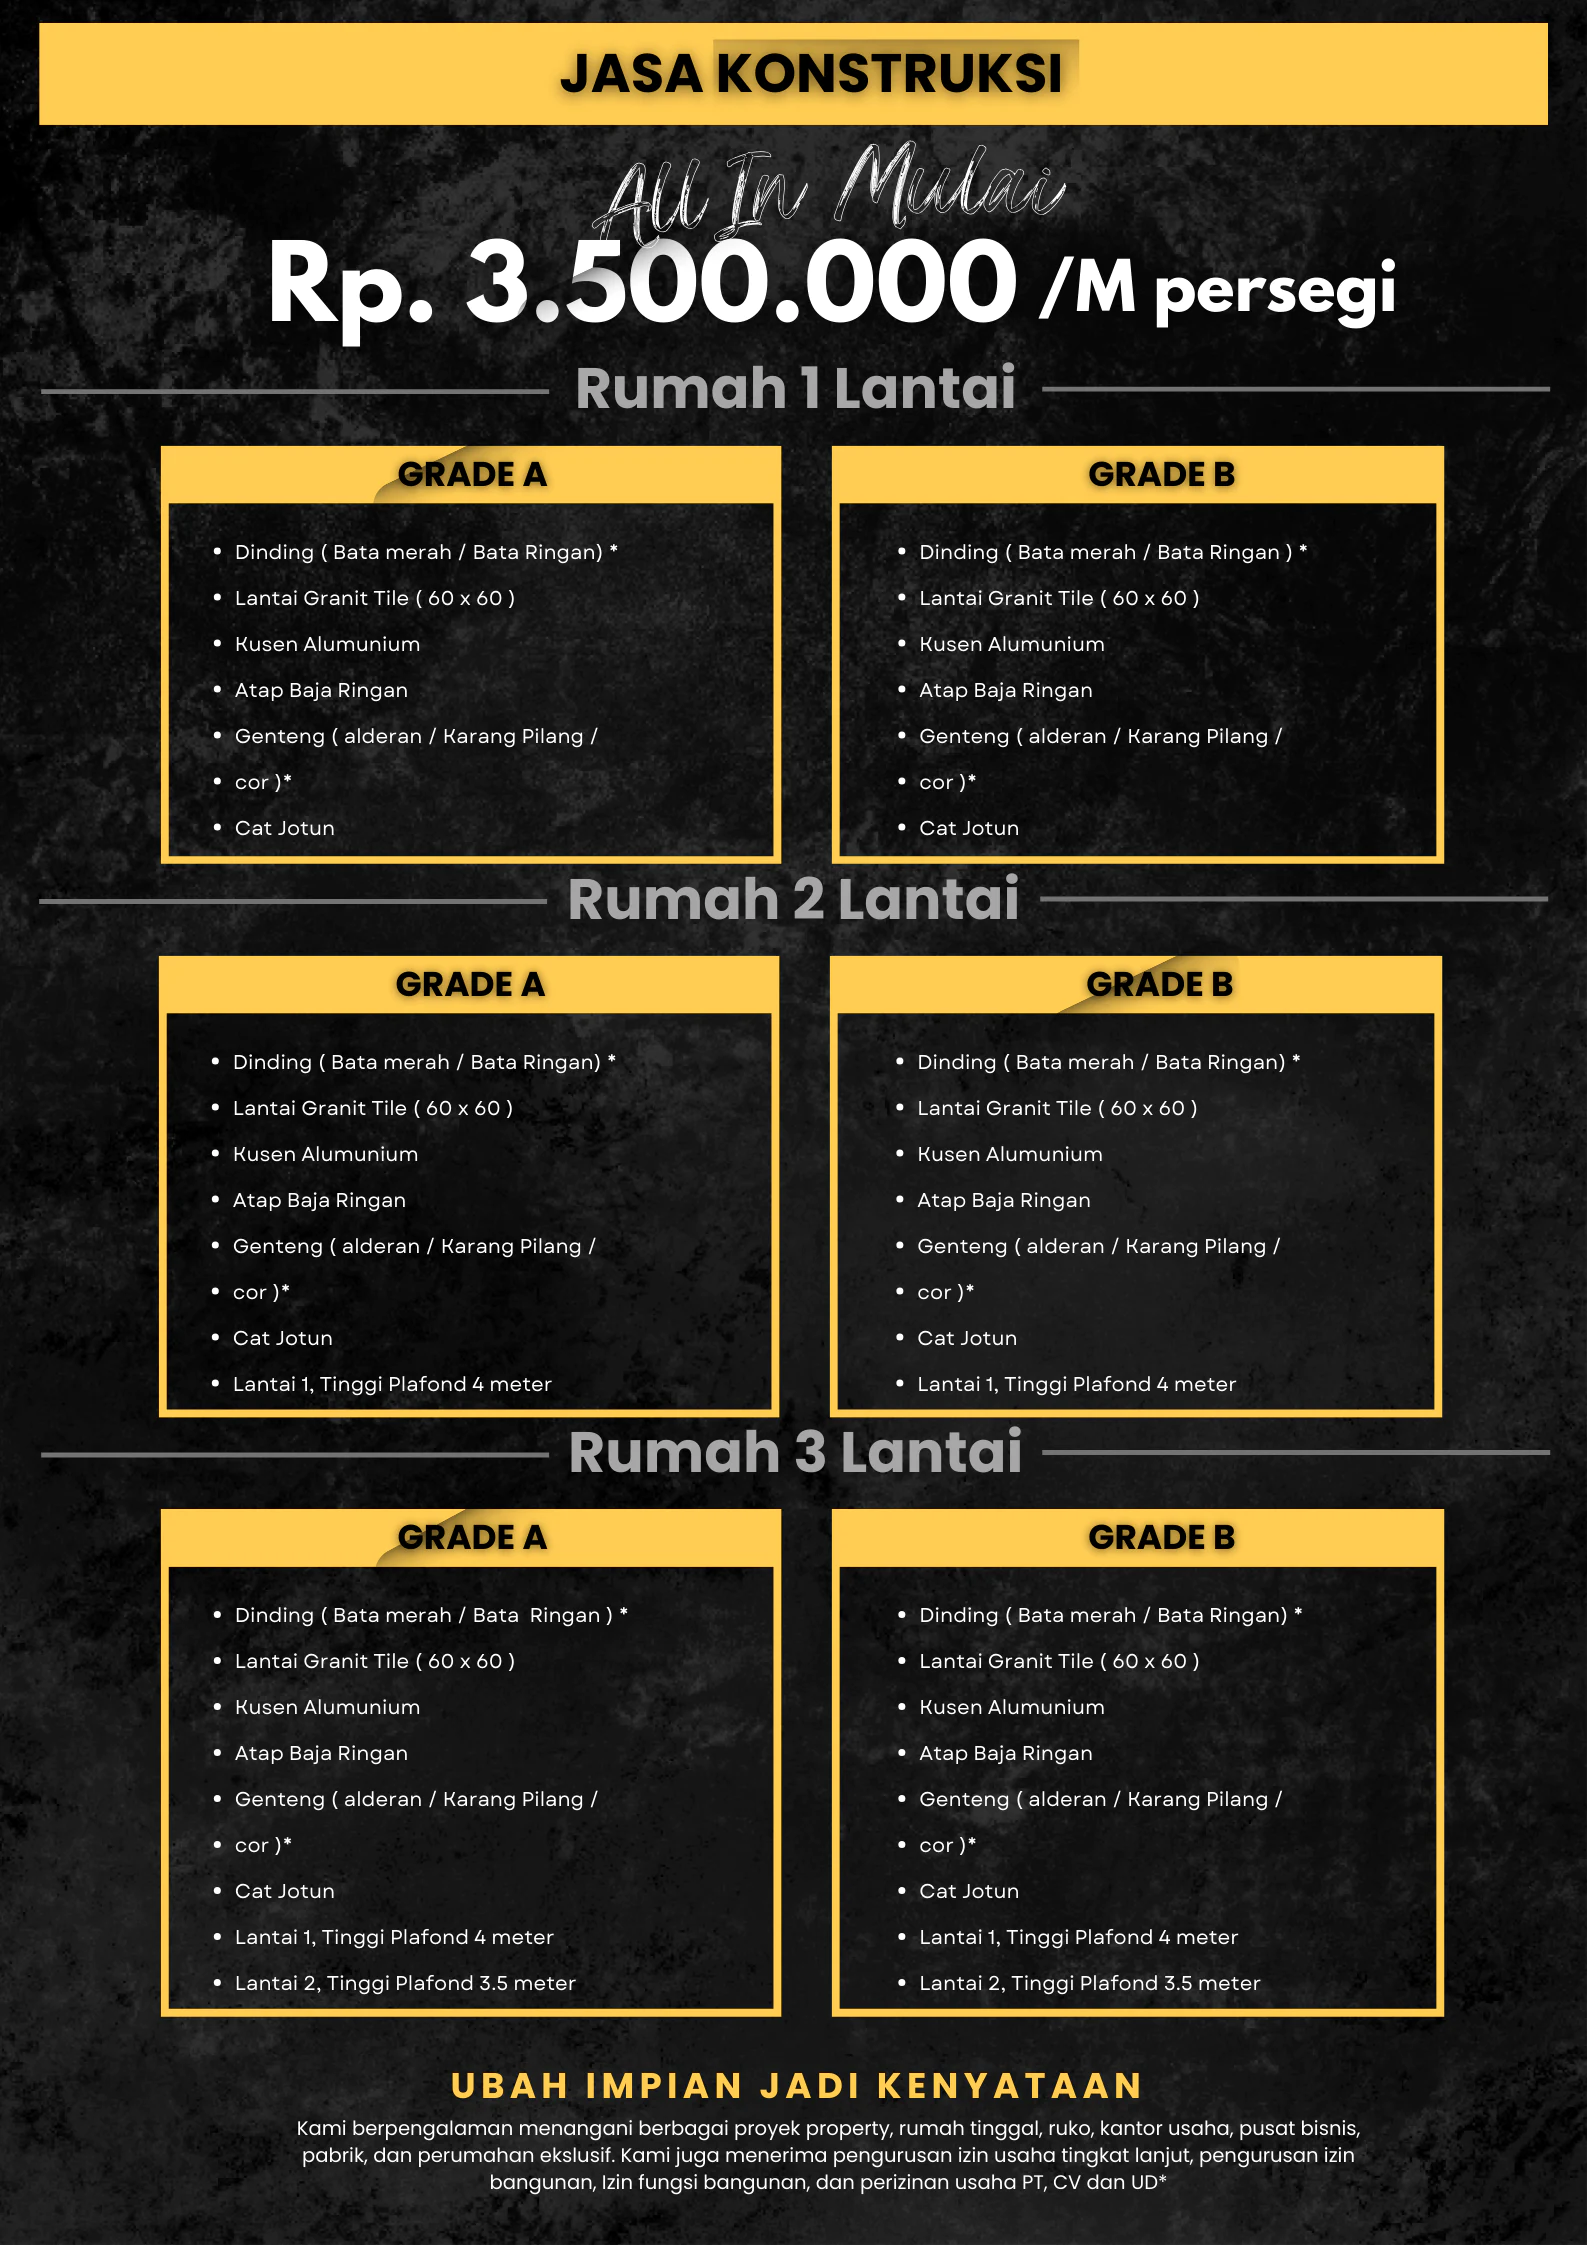 JASA KONSTRUKSI
All In Mulai
Rp. 3.500.000 /M persegi
Rumah 1 Lantai
GRADE A
• Dinding ( Bata merah / Bata Ringan) *
• Lantai Granit Tile ( 60 x 60 )
• Kusen Alumunium
• Atap Baja Ringan
• Genteng ( alderan / Karang Pilang /
• cor )*
• Cat Jotun
GRADE B
• Dinding ( Bata merah / Bata Ringan ) *
• Lantai Granit Tile ( 60 x 60 )
• Kusen Alumunium
• Atap Baja Ringan
• Genteng ( alderan / Karang Pilang /
• cor )*
• Cat Jotun
Rumah 2 Lantai
GRADE A
• Dinding ( Bata merah / Bata Ringan) *
• Lantai Granit Tile ( 60 x 60 )
• Kusen Alumunium
• Atap Baja Ringan
• Genteng ( alderan / Karang Pilang /
• cor )*
• Cat Jotun
• Lantai 1, Tinggi Plafond 4 meter
GRADE B
• Dinding ( Bata merah / Bata Ringan) *
• Lantai Granit Tile ( 60 x 60 )
• Kusen Alumunium
• Atap Baja Ringan
• Genteng ( alderan / Karang Pilang /
• cor )*
• Cat Jotun
• Lantai 1, Tinggi Plafond 4 meter
Rumah 3 Lantai
GRADE A
• Dinding ( Bata merah / Bata  Ringan ) *
• Lantai Granit Tile ( 60 x 60 )
• Kusen Alumunium
• Atap Baja Ringan
• Genteng ( alderan / Karang Pilang /
• cor )*
• Cat Jotun
• Lantai 1, Tinggi Plafond 4 meter
• Lantai 2, Tinggi Plafond 3.5 meter
GRADE B
• Dinding ( Bata merah / Bata Ringan) *
• Lantai Granit Tile ( 60 x 60 )
• Kusen Alumunium
• Atap Baja Ringan
• Genteng ( alderan / Karang Pilang /
• cor )*
• Cat Jotun
• Lantai 1, Tinggi Plafond 4 meter
• Lantai 2, Tinggi Plafond 3.5 meter
UBAH IMPIAN JADI KENYATAAN
Kami berpengalaman menangani berbagai proyek property, rumah tinggal, ruko, kantor usaha, pusat bisnis,
pabrik, dan perumahan ekslusif. Kami juga menerima pengurusan izin usaha tingkat lanjut, pengurusan izin
bangunan, Izin fungsi bangunan, dan perizinan usaha PT, CV dan UD*